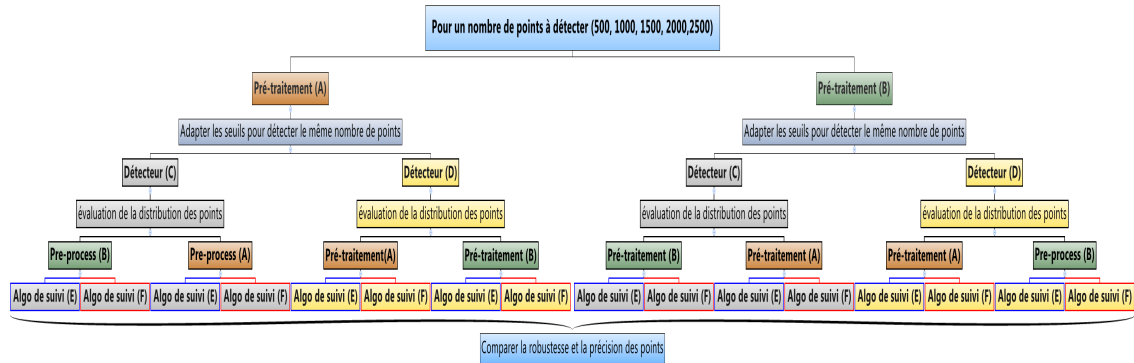 Pour un nombre de points à détecter (500, 1000, 1500, 2000,2500)
Pré-traitement (A)
Pré-traitement (B)
Adapter les seuils pour détecter le même nombre de points
Adapter les seuils pour détecter le même nombre de points
Détecteur (C)
Détecteur (D)
Détecteur (C)
Détecteur (D)
évaluation de la distribution des points
évaluation de la distribution des points
évaluation de la distribution des points
évaluation de la distribution des points
Pre-process (B)
Pre-process (A)
Pré-traitement(A)
Pré-traitement (B)
Pré-traitement (B)
Pré-traitement (A)
Pré-traitement (A)
Pre-process (B)
Algo de suivi (E)
Algo de suivi (F)
Algo de suivi (E)
Algo de suivi (F)
Algo de suivi (E)
Algo de suivi (F)
Algo de suivi (E)
Algo de suivi (F)
Algo de suivi (E)
Algo de suivi (F)
Algo de suivi (E)
Algo de suivi (F)
Algo de suivi (E)
Algo de suivi (F)
Algo de suivi (E)
Algo de suivi (F)
Comparer la robustesse et la précision des points